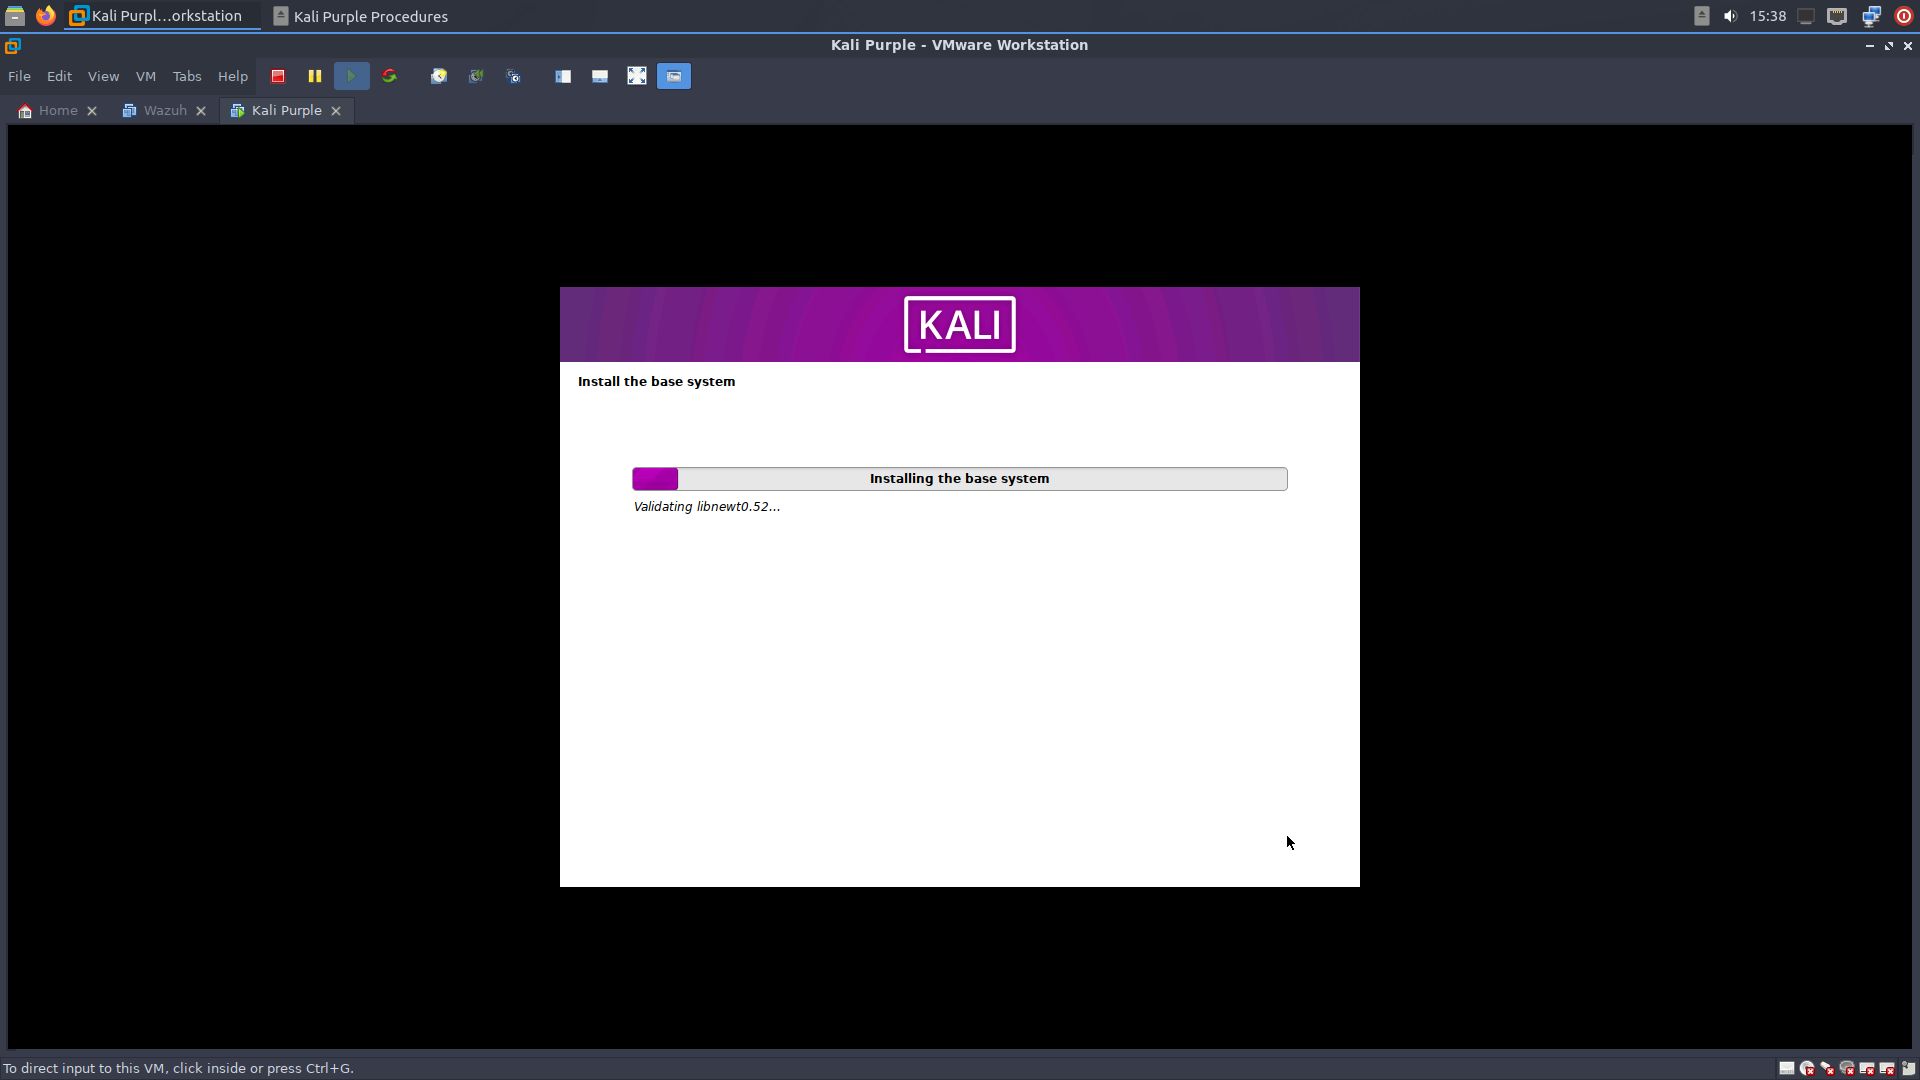 Kali Purpl...orkstation
Kali Purple Procedures
15:38
Kali Purple - VMware Workstation
File Edit View VM Tabs Help
Home Wazuh Kali Purple
KALI
Install the base system
Installing the base system
Validating libnewt0.52...
To direct input to this VM, click inside or press Ctrl+G.